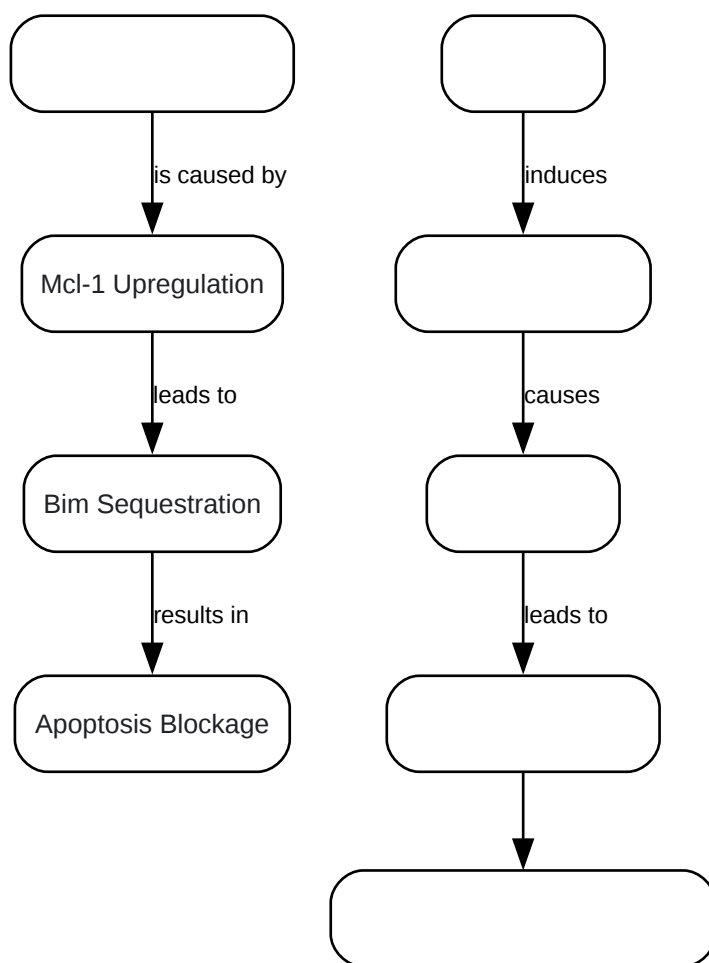 is caused by
Mcl-1 Upregulation
leads to
Bim Sequestration
results in
Apoptosis Blockage
induces
causes
leads to